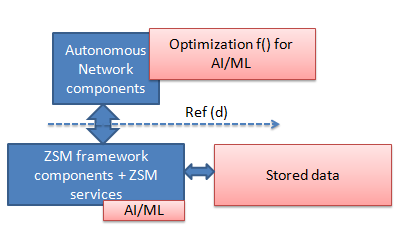 Autonomous
Network
components
Optimization f() for
AI/ML
Ref (d)
ZSM framework
components + ZSM
services
AI/ML
Stored data